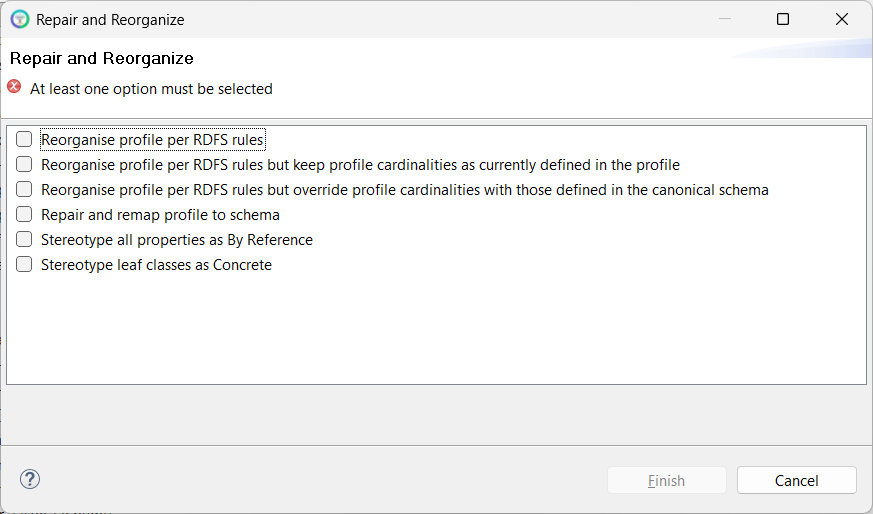 Repair and Reorganize
Repair and Reorganize
At least one option must be selected
Reorganise profile per RDFS rules
Reorganise profile per RDFS rules but keep profile cardinalities as currently defined in the profile
Reorganise profile per RDFS rules but override profile cardinalities with those defined in the canonical schema
Repair and remap profile to schema
Stereotype all properties as By Reference
Stereotype leaf classes as Concrete
Finish
Cancel